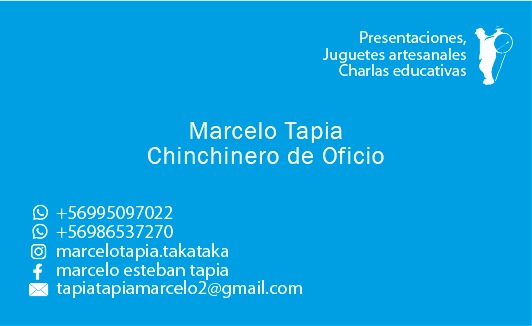 Presentaciones,
Juguetes artesanales
Charlas educativas
Marcelo Tapia
Chinchinero de Oficio
+56995097022
+56986537270
marcelotapia.takataka
marcelo esteban tapia
tapiatapiamarcelo2@gmail.com